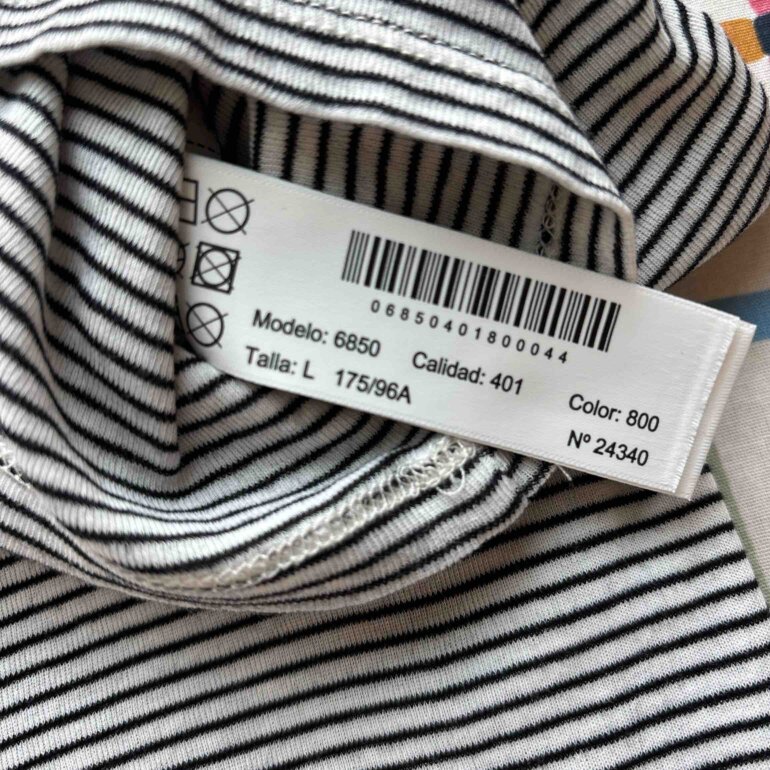 06850401800044
Modelo: 6850 Calidad: 401 Color: 800
Talla: L 175/96A Nº 24340